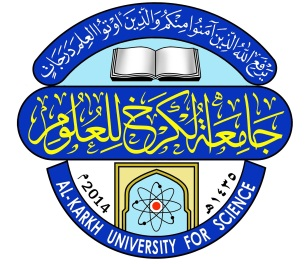 يرفع الله الذين آمنوا منكم والذين أوتوا العلم درجات
جامعة الكرخ للعلوم
2014م
١٤٣٥هـ
AL-KARKH UNIVERSITY FOR SCIENCE